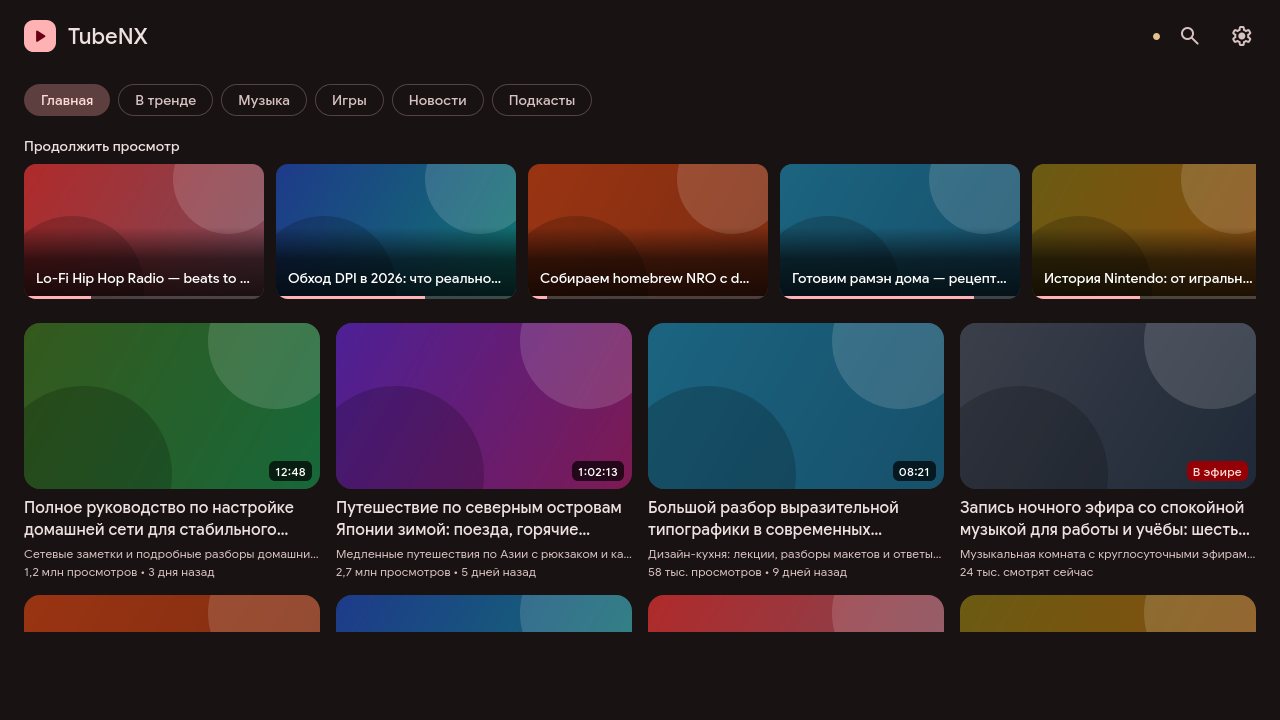 TubeNX
Главная
В тренде
Музыка
Игры
Новости
Подкасты
Продолжить просмотр
Lo-Fi Hip Hop Radio — beats to ...
Обход DPI в 2026: что реально...
Собираем homebrew NRO с d...
Готовим рамэн дома — рецепт...
История Nintendo: от игральн...
12:48
1:02:13
08:21
В эфире
Полное руководство по настройке
домашней сети для стабильного...
Сетевые заметки и подробные разборы домашни...
1,2 млн просмотров • 3 дня назад
Путешествие по северным островам
Японии зимой: поезда, горячие...
Медленные путешествия по Азии с рюкзаком и ка...
2,7 млн просмотров • 5 дней назад
Большой разбор выразительной
типографики в современных...
Дизайн-кухня: лекции, разборы макетов и ответы...
58 тыс. просмотров • 9 дней назад
Запись ночного эфира со спокойной
музыкой для работы и учёбы: шесть...
Музыкальная комната с круглосуточными эфирам...
24 тыс. смотрят сейчас